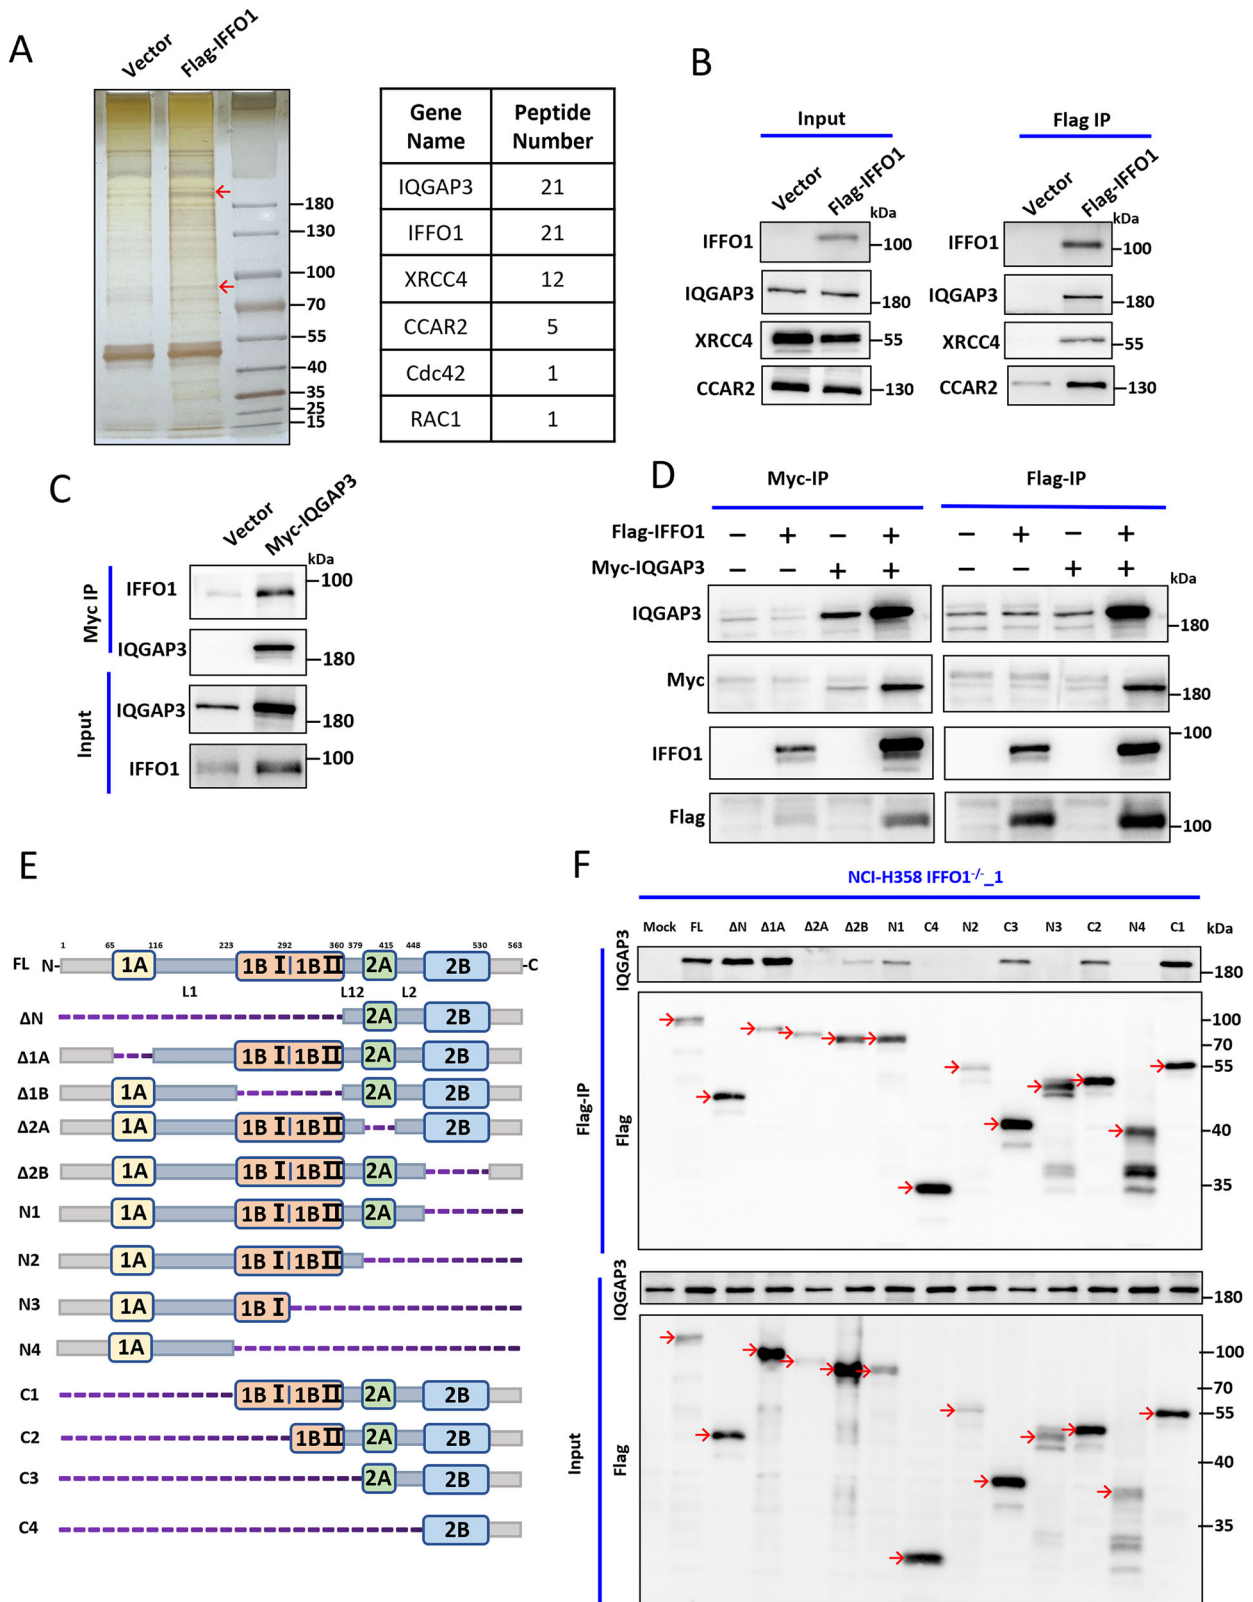 A
Vector
Flag-IFFO1
180
130
100
70
55
40
35
25
15
Gene Name Peptide Number
IQGAP3 21
IFFO1 21
XRCC4 12
CCAR2 5
Cdc42 1
RAC1 1
B
Input
Flag IP
Vector Flag-IFFO1 kDa
Vector Flag-IFFO1 kDa
IFFO1 100
IFFO1 100
IQGAP3 180
IQGAP3 180
XRCC4 55
XRCC4 55
CCAR2 130
CCAR2 130
C
Vector Myc-IQGAP3
kDa
Myc IP
IFFO1 100
IQGAP3 180
Input
IQGAP3 180
IFFO1 100
D
Myc-IP Flag-IP
Flag-IFFO1 − + − + − + − +
Myc-IQGAP3 − − + + − − + +
kDa
IQGAP3 180
Myc 180
IFFO1 100
Flag 100
E
1 65 116 223 292 360 379 415 448 530 563
FL N- 1A 1B I 1B II 2A 2B -C
L1 L12 L2
ΔN 2A 2B
Δ1A 1B I 1B II 2A 2B
Δ1B 1A 2A 2B
Δ2A 1A 1B I 1B II 2B
Δ2B 1A 1B I 1B II 2A
N1 1A 1B I 1B II 2A
N2 1A 1B I 1B II
N3 1A 1B I
N4 1A
C1 1B I 1B II 2A 2B
C2 1B II 2A 2B
C3 2A 2B
C4 2B
F
NCI-H358 IFFO1-/-_1
Mock FL ΔN Δ1A Δ2A Δ2B N1 C4 N2 C3 N3 C2 N4 C1 kDa
Flag-IP
IQGAP3
180
Flag
100
70
55
40
35
Input
IQGAP3
180
Flag
100
70
55
40
35